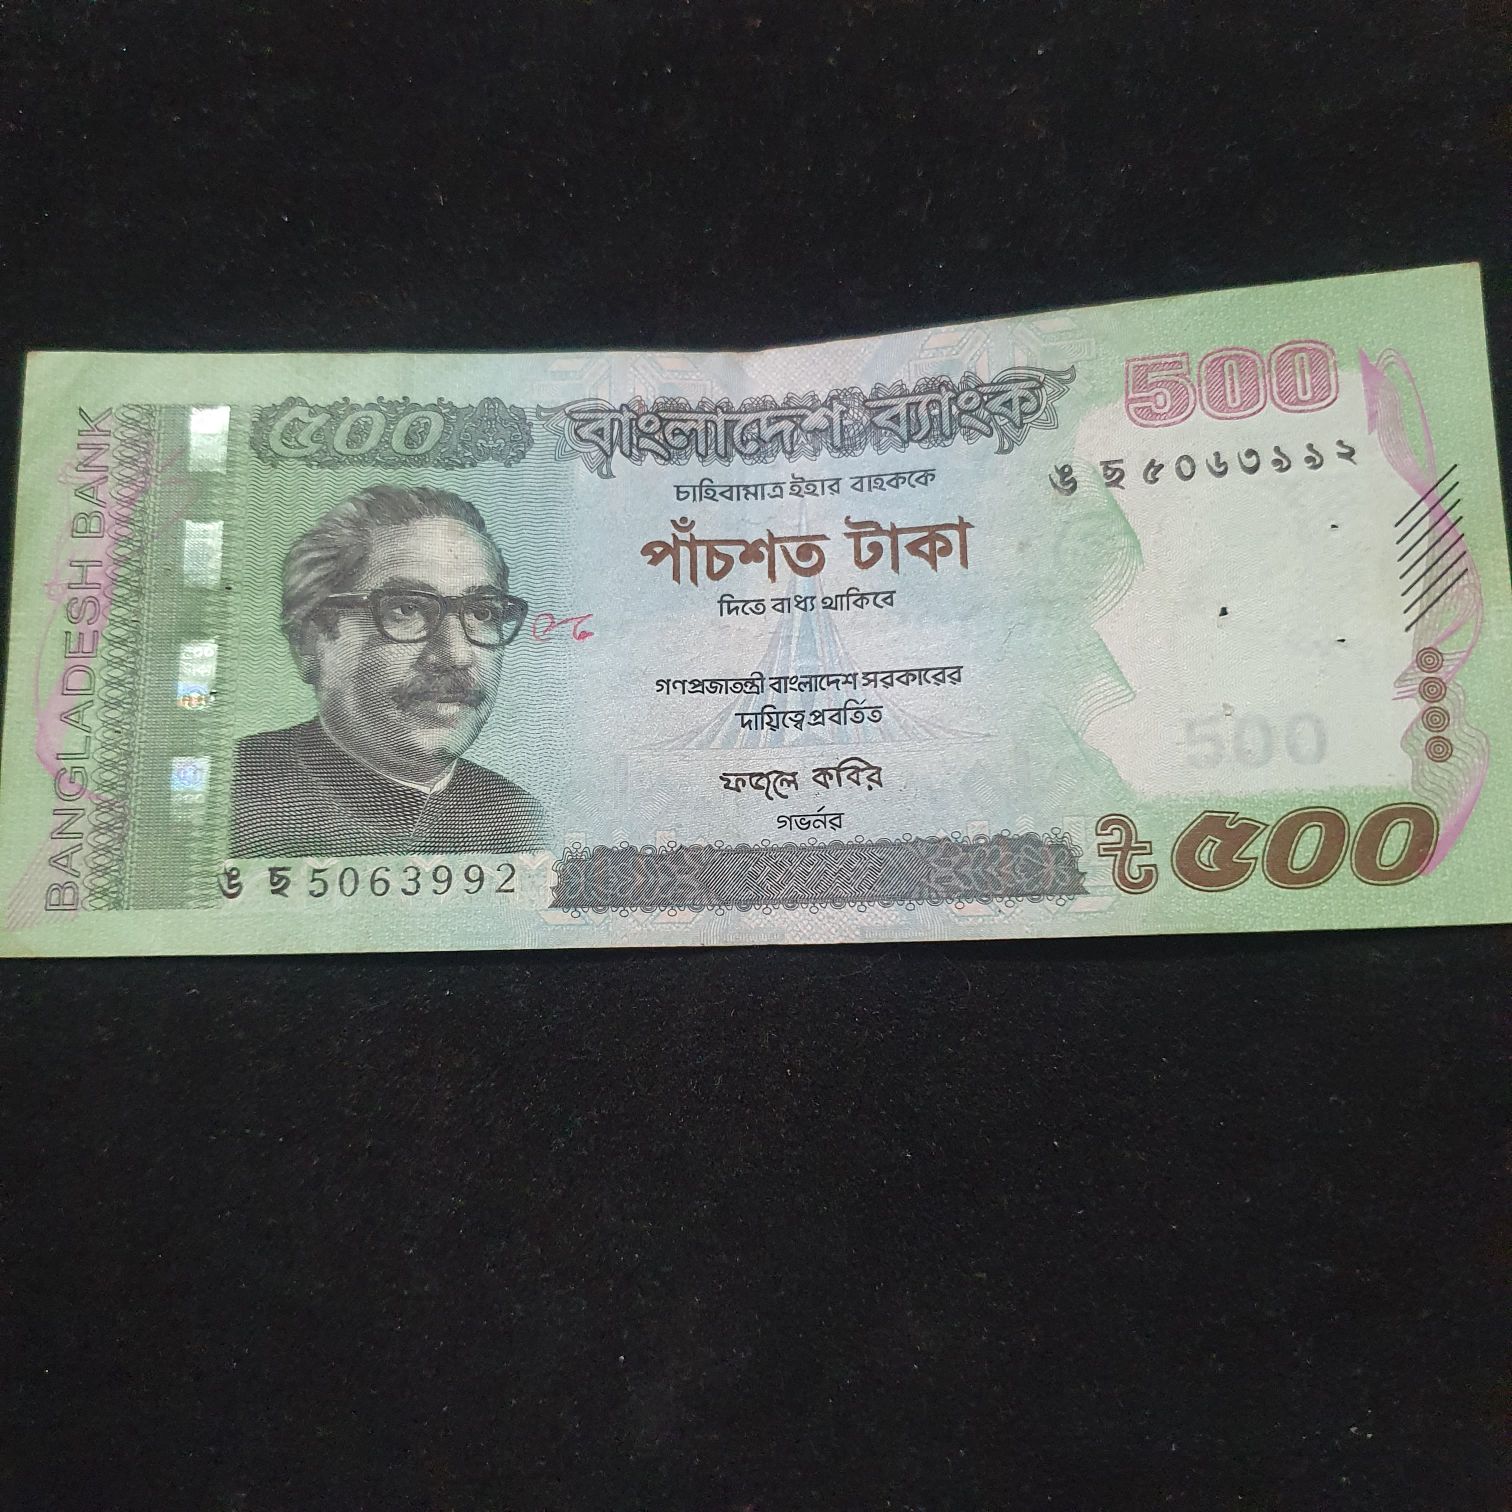 BANGLADESH BANK
৫০০
বাংলাদেশ ব্যাংক
500
ঙ ছ ৫০৬৩৯৯২
চাহিবামাত্র ইহার বাহককে
পাঁচশত টাকা
দিতে বাধ্য থাকিবে
গণপ্রজাতন্ত্রী বাংলাদেশ সরকারের
দায়িত্বে প্রবর্তিত
500
ফজলে কবির
গভর্নর
ঙ ছ 5063992
৳ ৫০০